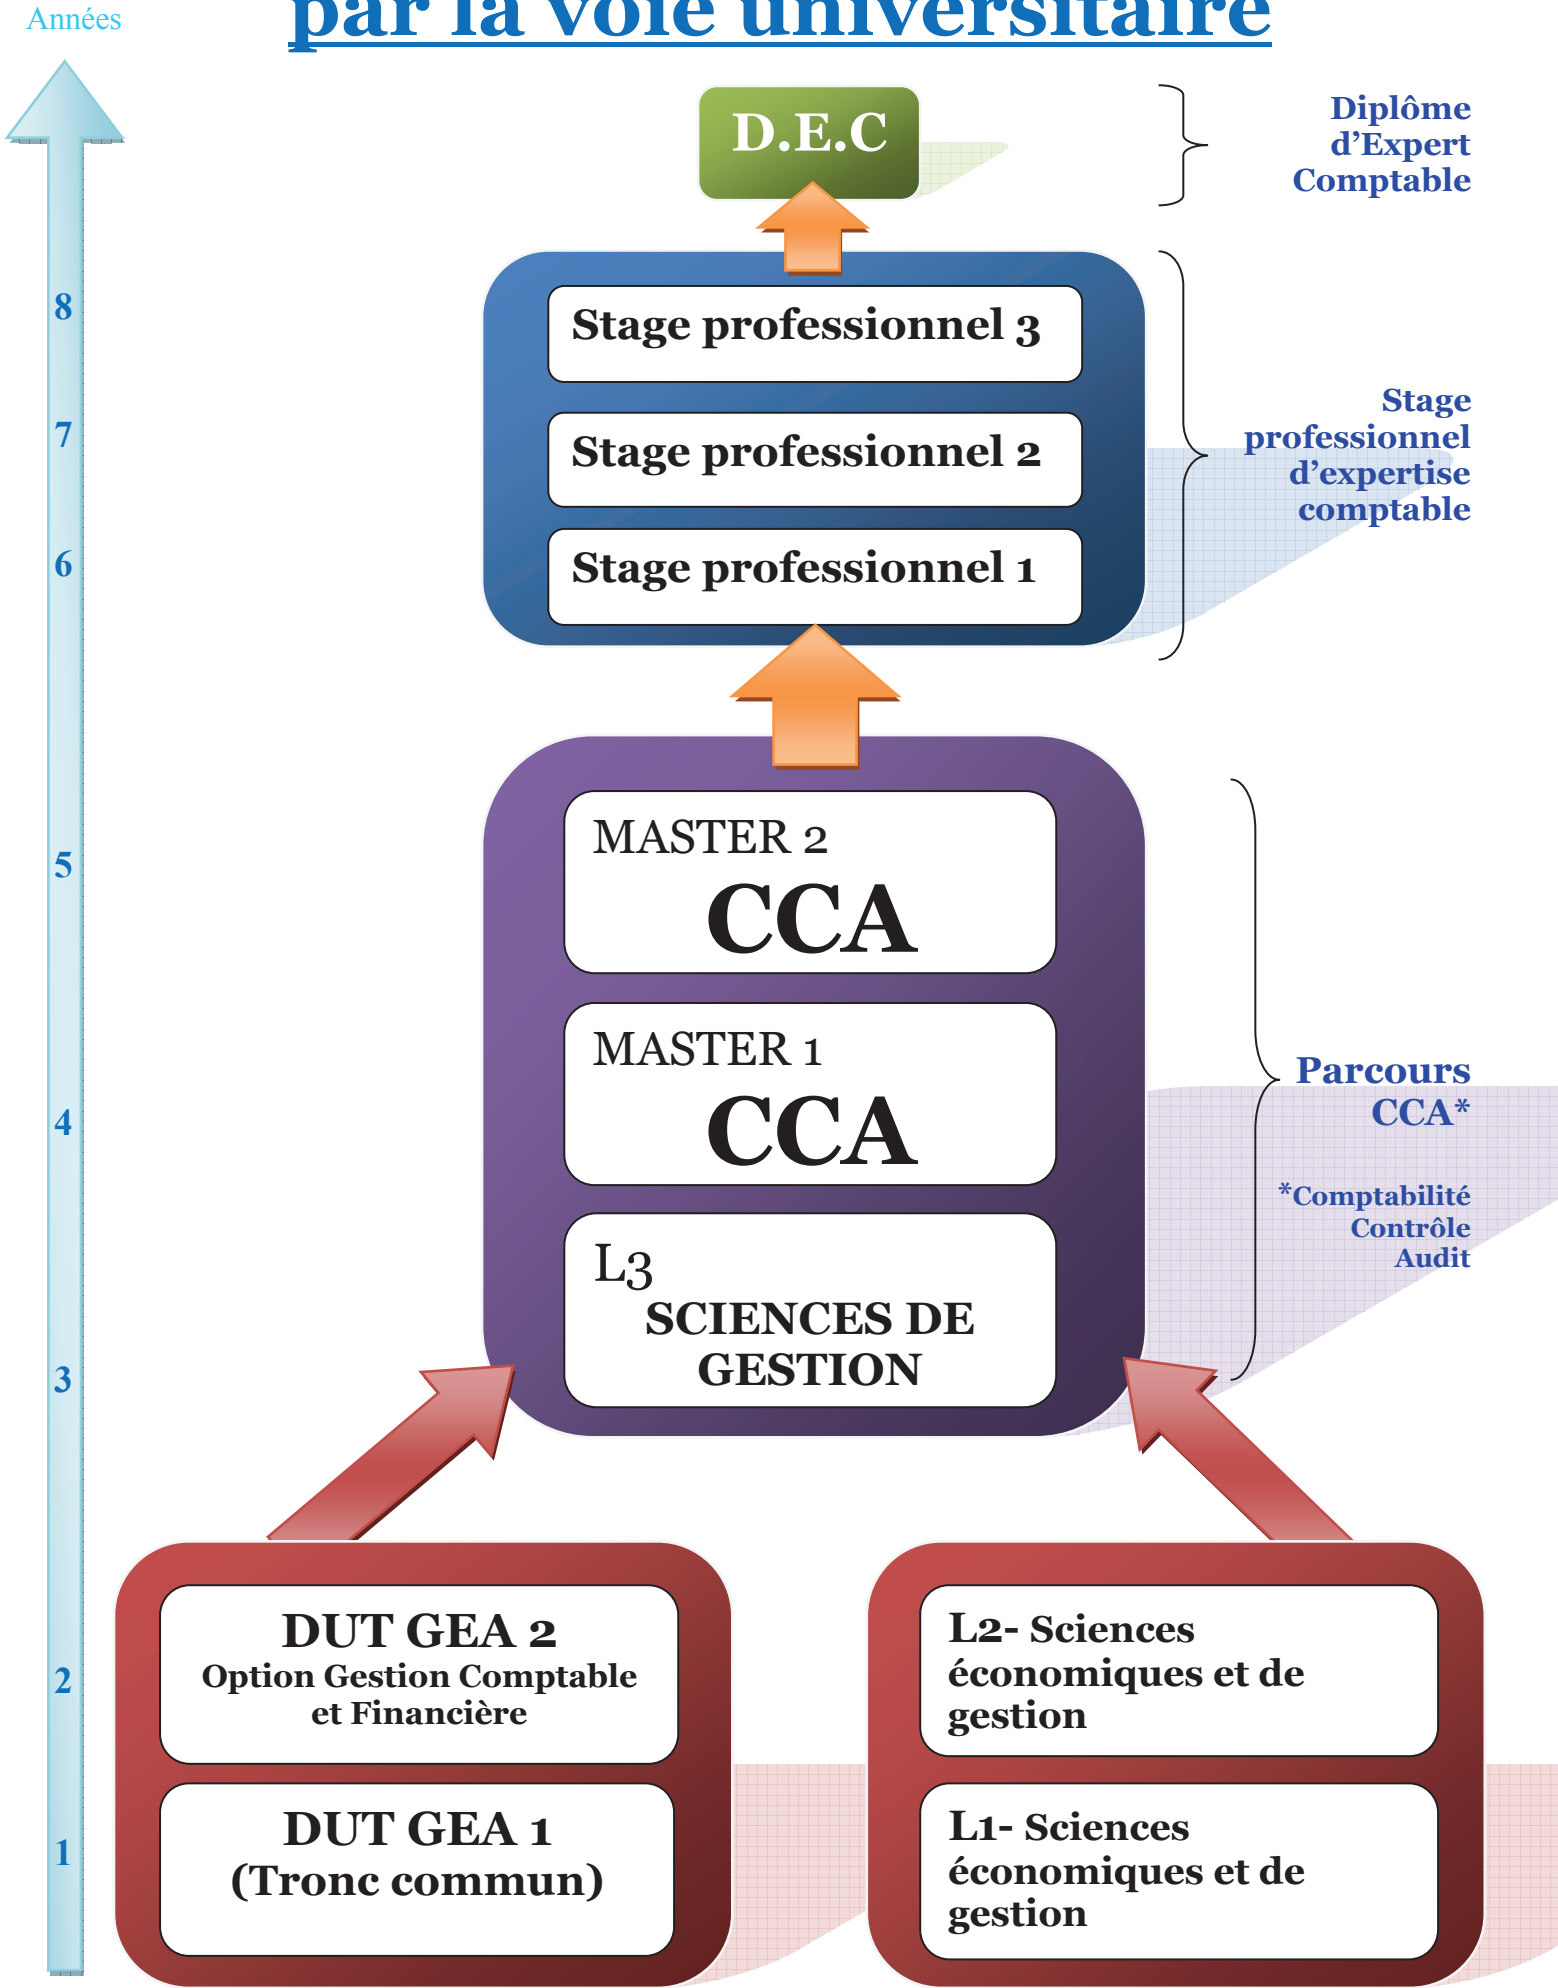 par la voie universitaire
Années
D.E.C
Diplôme
d’Expert
Comptable
8
Stage professionnel 3
7
Stage professionnel 2
6
Stage professionnel 1
Stage
professionnel
d’expertise
comptable
5
MASTER 2
CCA
4
MASTER 1
CCA
Parcours
CCA*
*Comptabilité
Contrôle
Audit
3
L3
SCIENCES DE
GESTION
2
DUT GEA 2
Option Gestion Comptable
et Financière
L2- Sciences
économiques et de
gestion
1
DUT GEA 1
(Tronc commun)
L1- Sciences
économiques et de
gestion